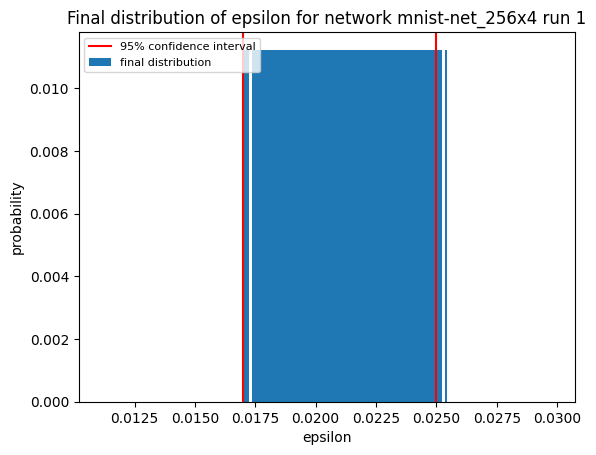 Final distribution of epsilon for network mnist-net_256x4 run 1
95% confidence interval
final distribution
0.010
0.008
0.006
0.004
0.002
0.000
probability
0.0125 0.0150 0.0175 0.0200 0.0225 0.0250 0.0275 0.0300
epsilon